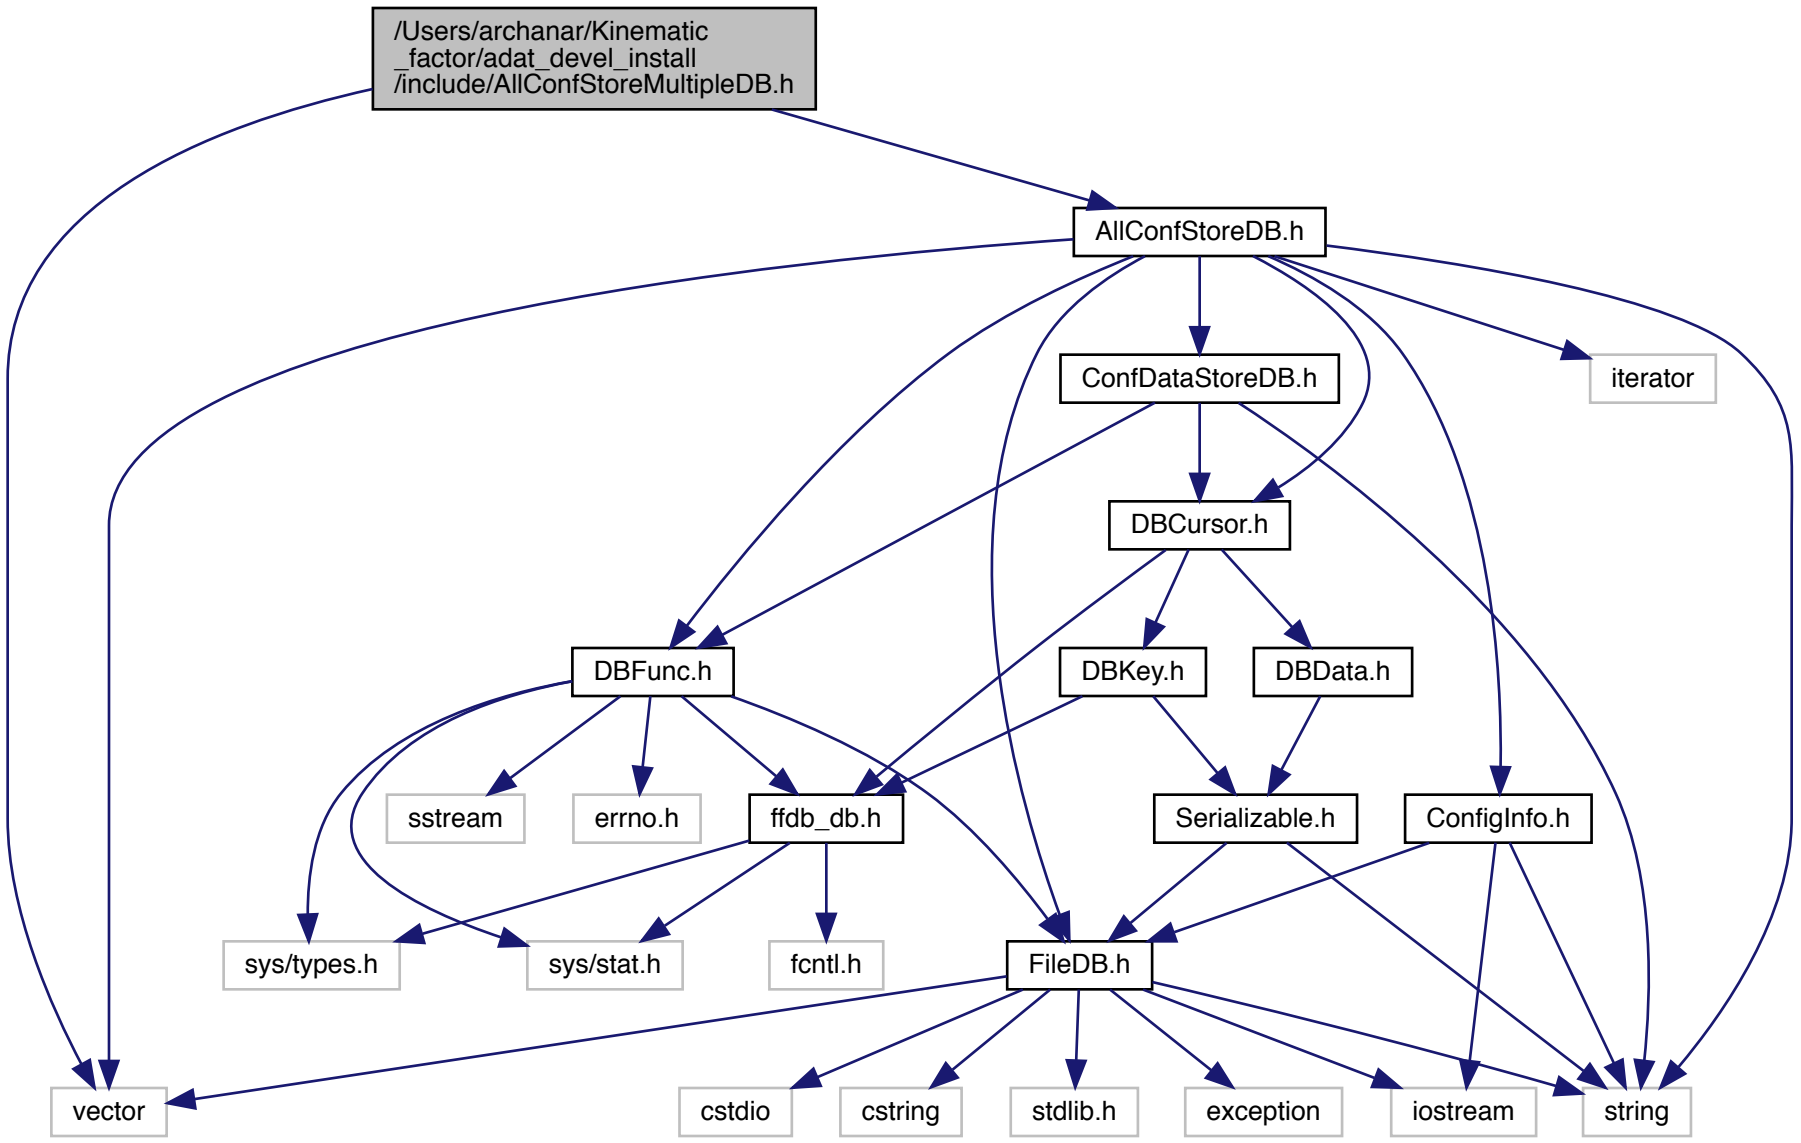 /Users/archanar/Kinematic
_factor/adat_devel_install
/include/AllConfStoreMultipleDB.h
AllConfStoreDB.h
ConfDataStoreDB.h
iterator
DBCursor.h
DBFunc.h
DBKey.h
DBData.h
sstream
errno.h
ffdb_db.h
Serializable.h
ConfigInfo.h
sys/types.h
sys/stat.h
fcntl.h
FileDB.h
vector
cstdio
cstring
stdlib.h
exception
iostream
string